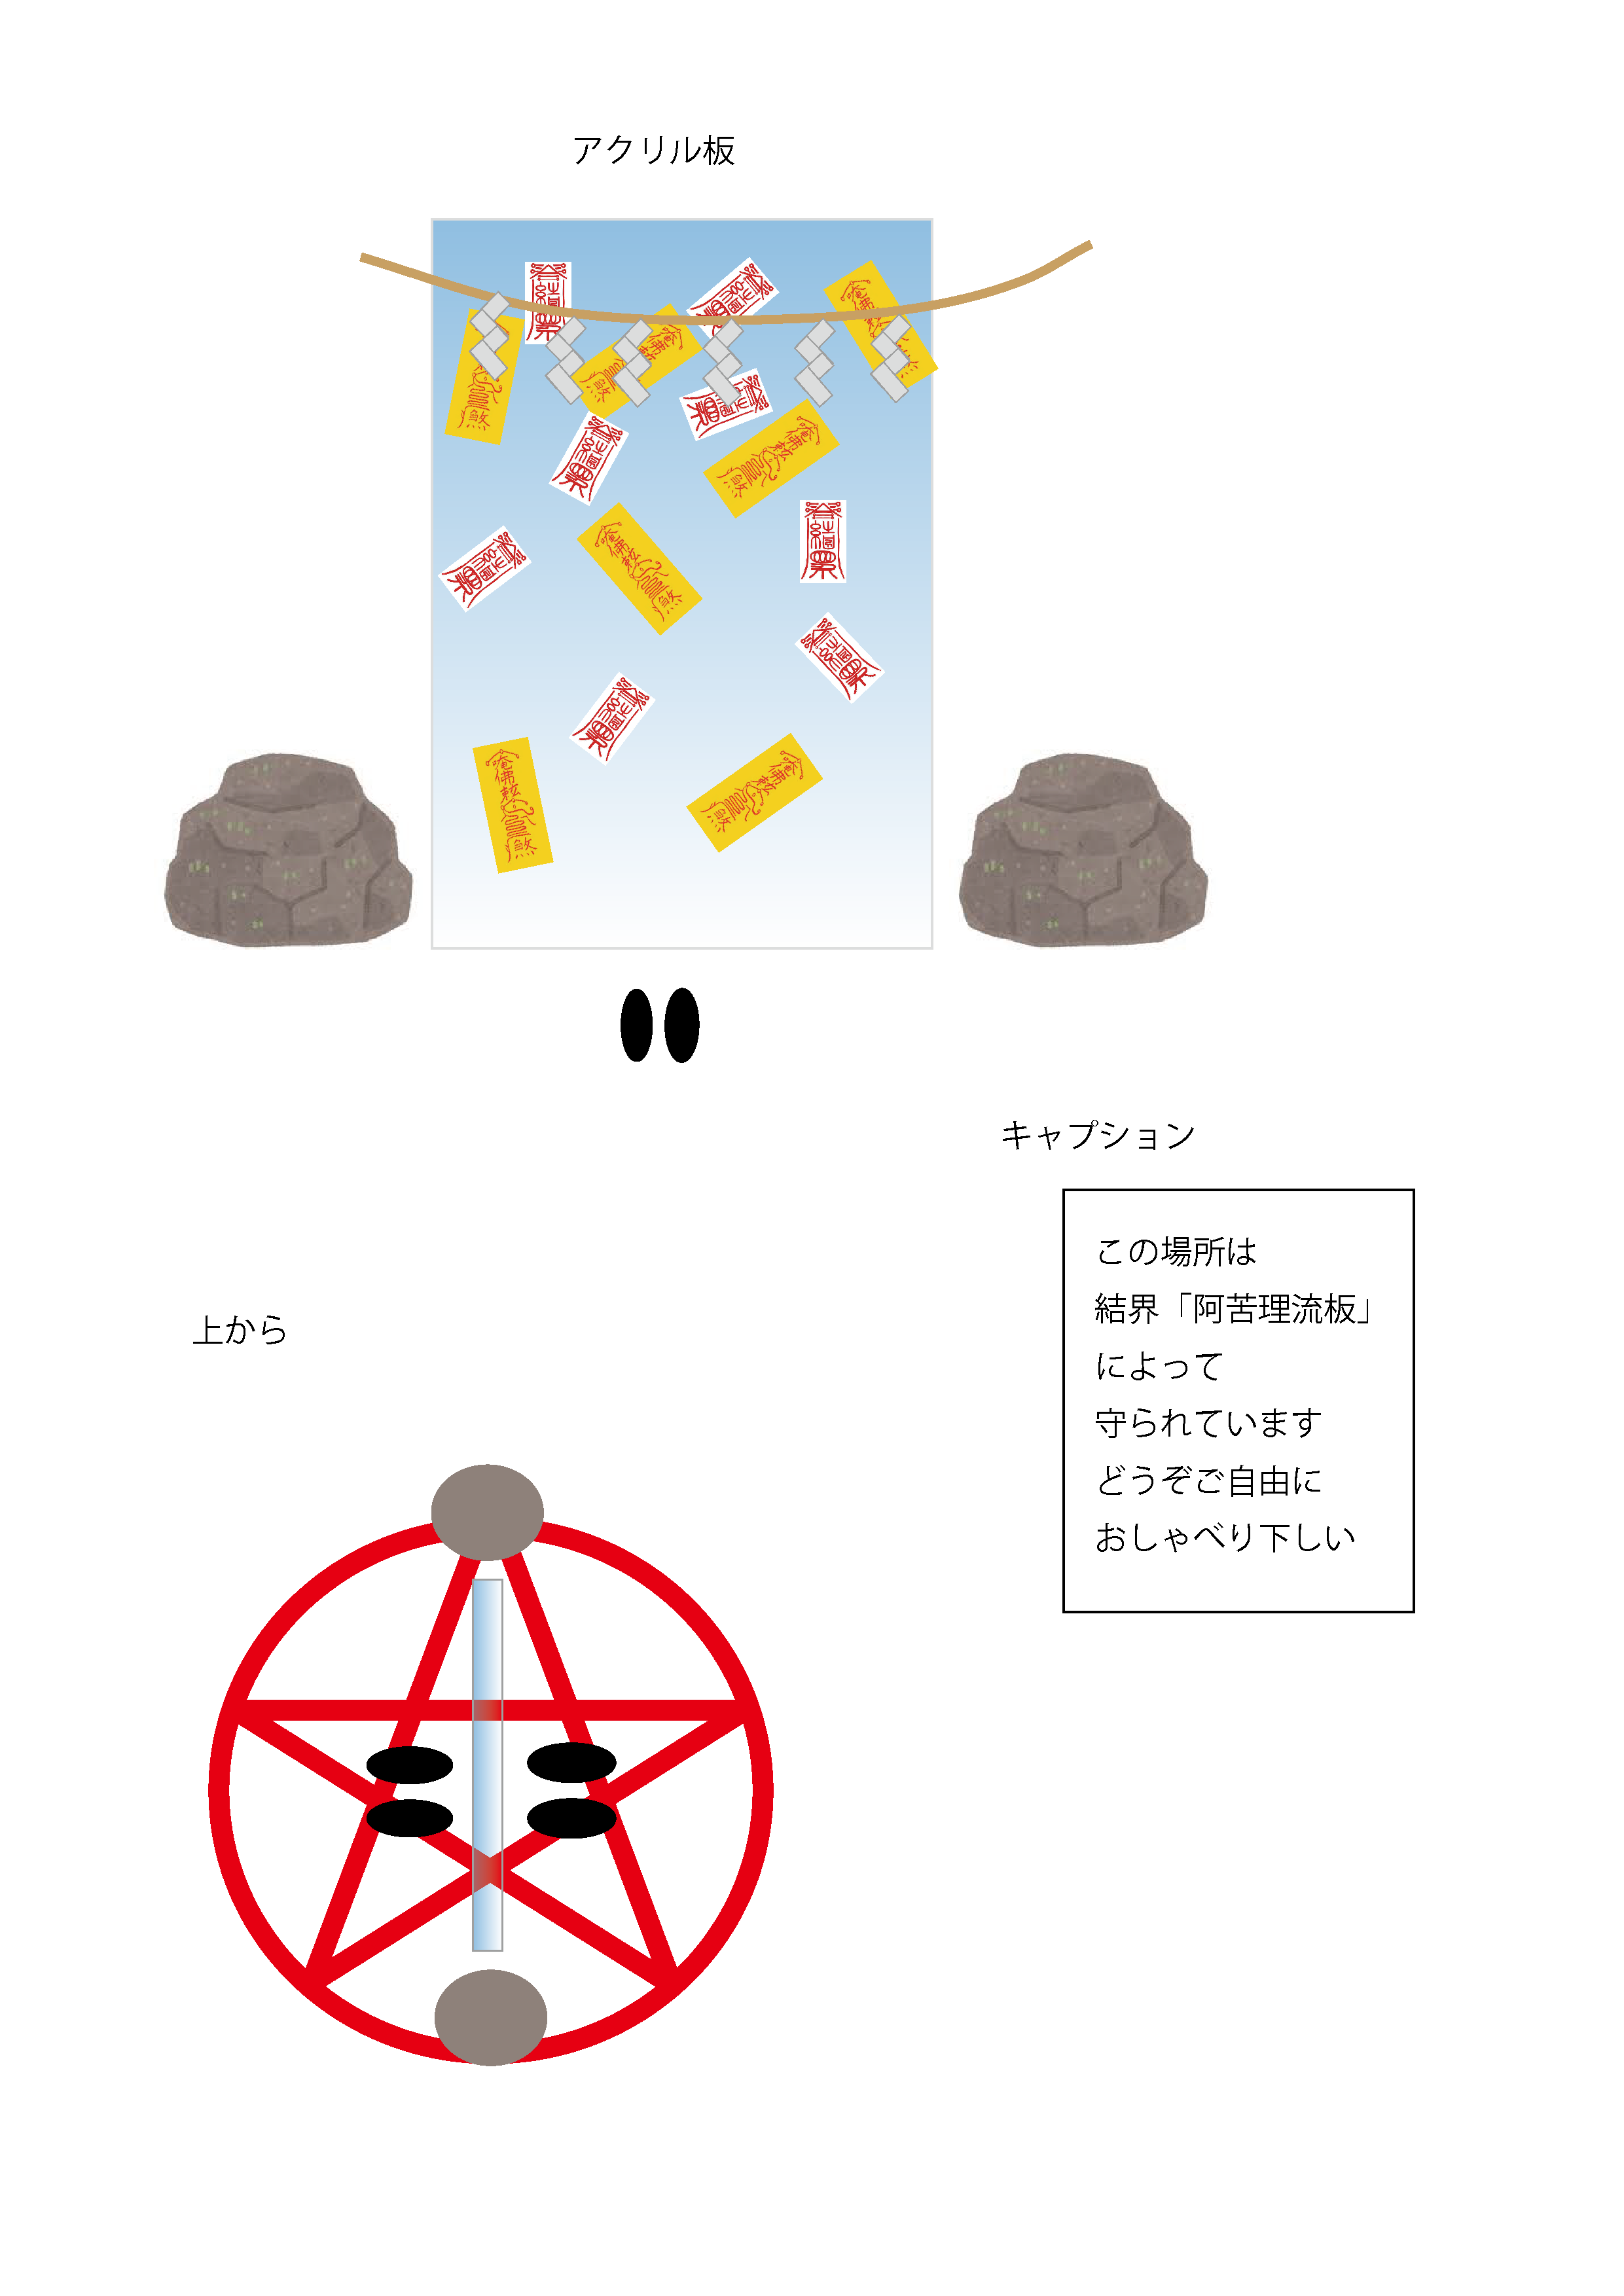 アクリル板
キャプション
この場所は
結界「阿苦理流板」
によって
守られています
どうぞご自由に
おしゃべり下しい
上から